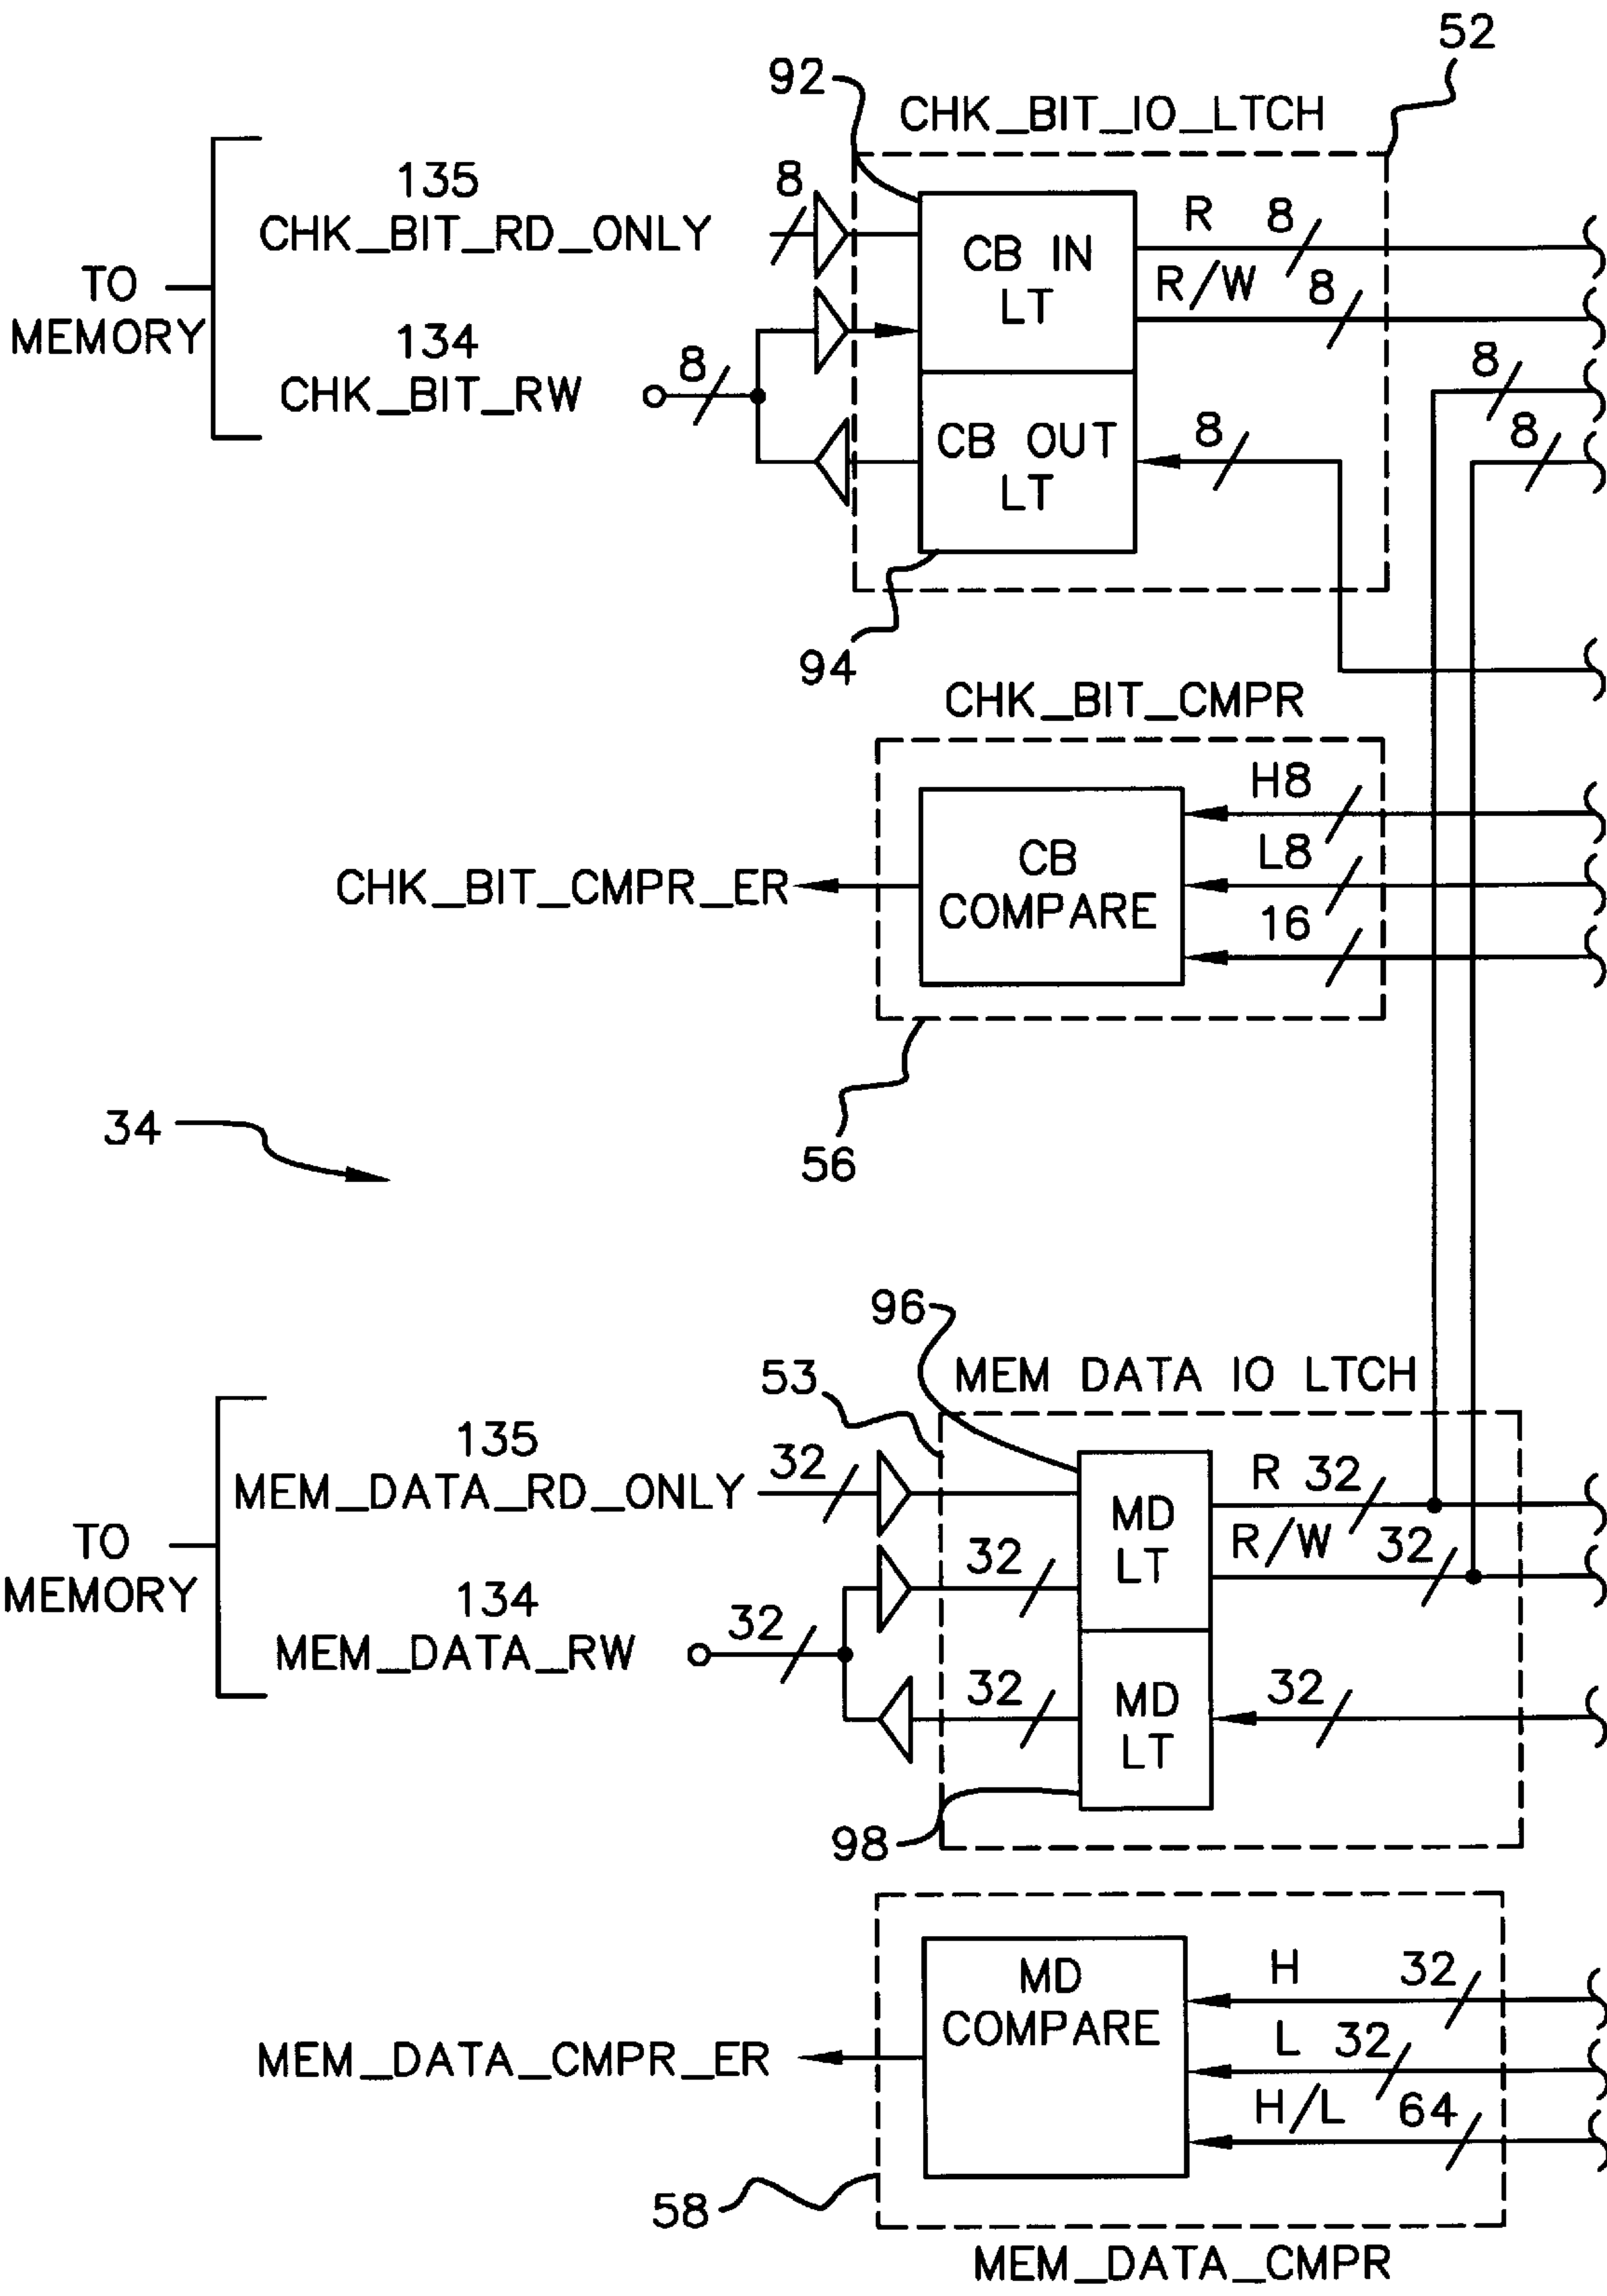 52
92
CHK_BIT_IO_LTCH
135
CHK_BIT_RD_ONLY
8
TO
MEMORY
134
CHK_BIT_RW
8
CB IN
LT
R
8
R/W
8
8
CB OUT
LT
8
8
94
CHK_BIT_CMPR
H8
L8
16
CB
COMPARE
CHK_BIT_CMPR_ER
56
34
96
53
MEM DATA IO LTCH
135
MEM_DATA_RD_ONLY
32
TO
MEMORY
134
MEM_DATA_RW
32
32
32
MD
LT
R 32
R/W 32
MD
LT
32
98
MD
COMPARE
H 32
L 32
H/L 64
MEM_DATA_CMPR_ER
58
MEM_DATA_CMPR